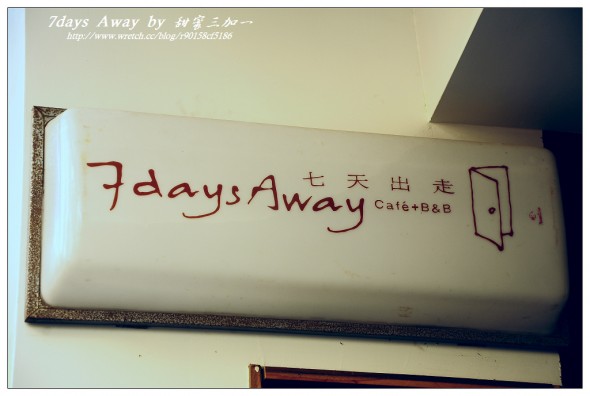 7days Away by 甜蜜三加一
http://www.wretch.cc/blog/r90158cf5186
七天出走
7daysAway
Café+B&B